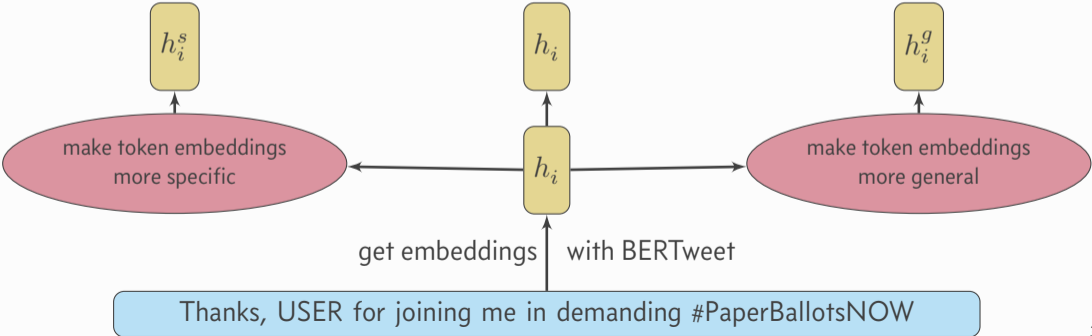 h_i^s
h_i
h_i^g
make token embeddings
more specific
h_i
make token embeddings
more general
get embeddings with BERTweet
Thanks, USER for joining me in demanding #PaperBallotsNOW